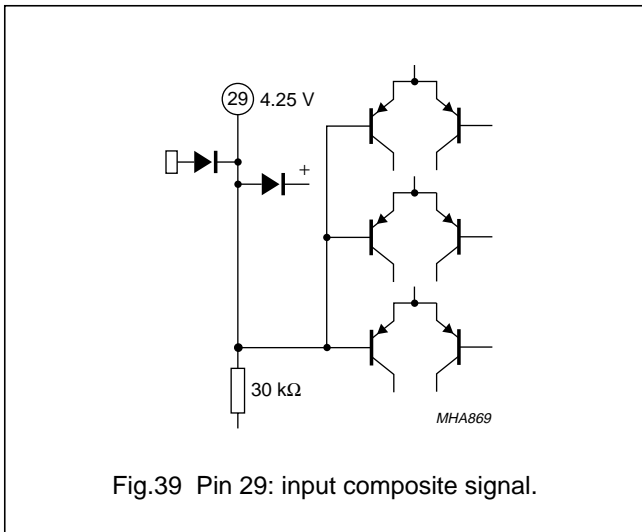 29 4.25 V
+
30 kΩ
MHA869
Fig.39 Pin 29: input composite signal.